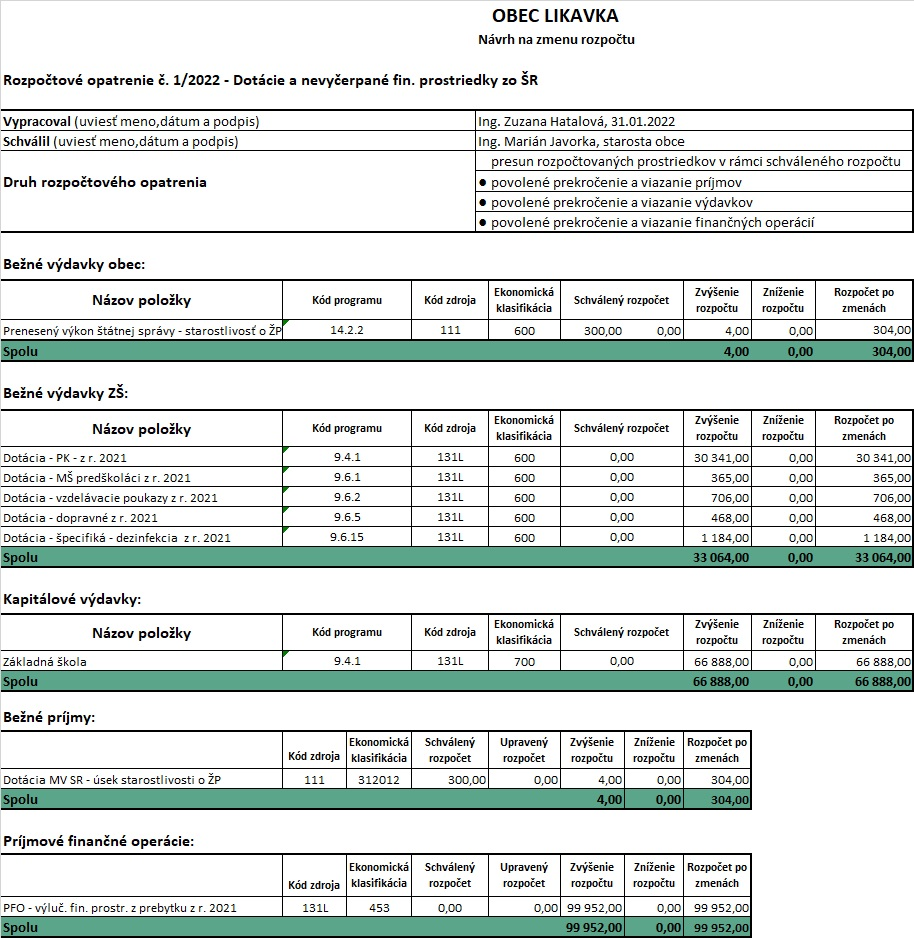 OBEC LIKAVKA
Návrh na zmenu rozpočtu
Rozpočtové opatrenie č. 1/2022 - Dotácie a nevyčerpané fin. prostriedky zo ŠR
Vypracoval (uviesť meno,dátum a podpis) Ing. Zuzana Hatalová, 31.01.2022
Schválil (uviesť meno,dátum a podpis) Ing. Marián Javorka, starosta obce
Druh rozpočtového opatrenia
presun rozpočtovaných prostriedkov v rámci schváleného rozpočtu
● povolené prekročenie a viazanie príjmov
● povolené prekročenie a viazanie výdavkov
● povolené prekročenie a viazanie finančných operácií
Bežné výdavky obec:
Názov položky Kód programu Kód zdroja Ekonomická klasifikácia Schválený rozpočet Zvýšenie rozpočtu Zníženie rozpočtu Rozpočet po zmenách
Prenesený výkon štátnej správy - starostlivosť o ŽP 14.2.2 111 600 300,00 0,00 4,00 0,00 304,00
Spolu 4,00 0,00 304,00
Bežné výdavky ZŠ:
Názov položky Kód programu Kód zdroja Ekonomická klasifikácia Schválený rozpočet Zvýšenie rozpočtu Zníženie rozpočtu Rozpočet po zmenách
Dotácia - PK - z r. 2021 9.4.1 131L 600 0,00 30 341,00 0,00 30 341,00
Dotácia - MŠ predškoláci z r. 2021 9.6.1 131L 600 0,00 365,00 0,00 365,00
Dotácia - vzdelávacie poukazy z r. 2021 9.6.2 131L 600 0,00 706,00 0,00 706,00
Dotácia - dopravné z r. 2021 9.6.5 131L 600 0,00 468,00 0,00 468,00
Dotácia - špecifiká - dezinfekcia z r. 2021 9.6.15 131L 600 0,00 1 184,00 0,00 1 184,00
Spolu 33 064,00 0,00 33 064,00
Kapitálové výdavky:
Názov položky Kód programu Kód zdroja Ekonomická klasifikácia Schválený rozpočet Zvýšenie rozpočtu Zníženie rozpočtu Rozpočet po zmenách
Základná škola 9.4.1 131L 700 0,00 66 888,00 0,00 66 888,00
Spolu 66 888,00 0,00 66 888,00
Bežné príjmy:
Kód zdroja Ekonomická klasifikácia Schválený rozpočet Upravený rozpočet Zvýšenie rozpočtu Zníženie rozpočtu Rozpočet po zmenách
Dotácia MV SR - úsek starostlivosti o ŽP 111 312012 300,00 0,00 4,00 0,00 304,00
Spolu 4,00 0,00 304,00
Príjmové finančné operácie:
Kód zdroja Ekonomická klasifikácia Schválený rozpočet Upravený rozpočet Zvýšenie rozpočtu Zníženie rozpočtu Rozpočet po zmenách
PFO - výluč. fin. prostr. z prebytku z r. 2021 131L 453 0,00 0,00 99 952,00 0,00 99 952,00
Spolu 99 952,00 0,00 99 952,00